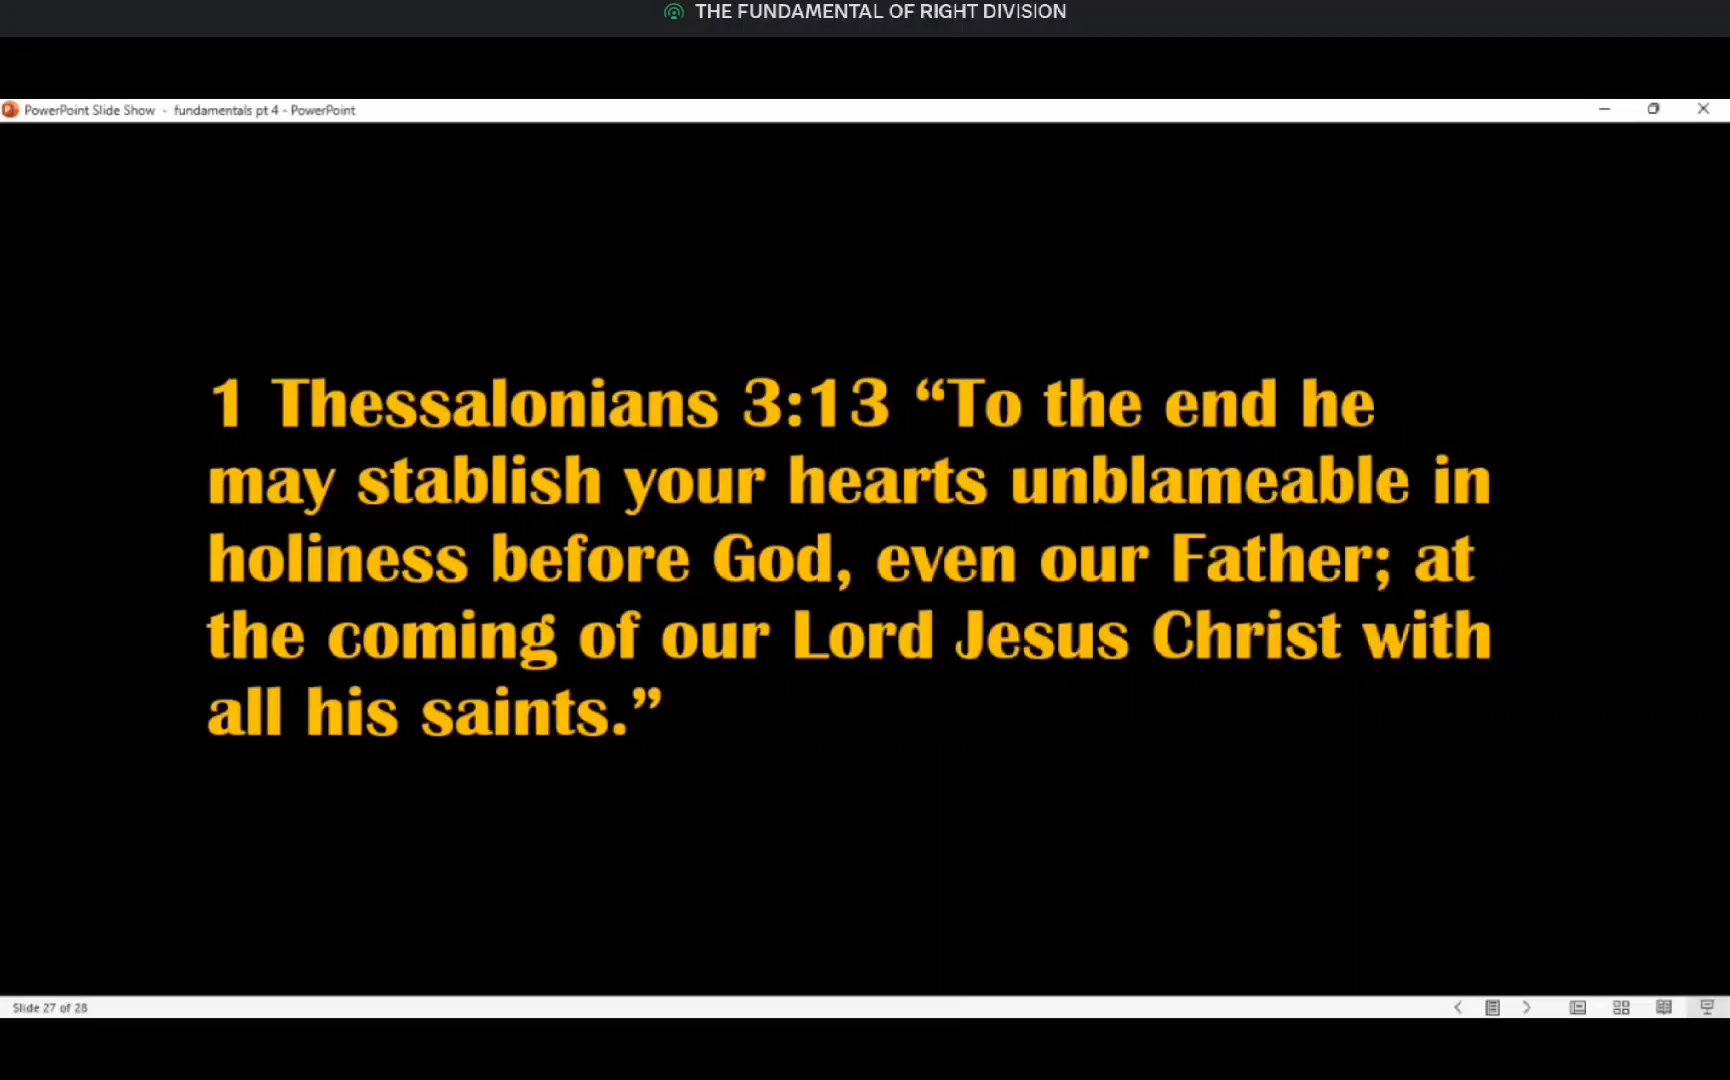 THE FUNDAMENTAL OF RIGHT DIVISION
PowerPoint Slide Show - fundamentals pt 4 - PowerPoint
1 Thessalonians 3:13 “To the end he
may stablish your hearts unblameable in
holiness before God, even our Father; at
the coming of our Lord Jesus Christ with
all his saints.”
Slide 27 of 28